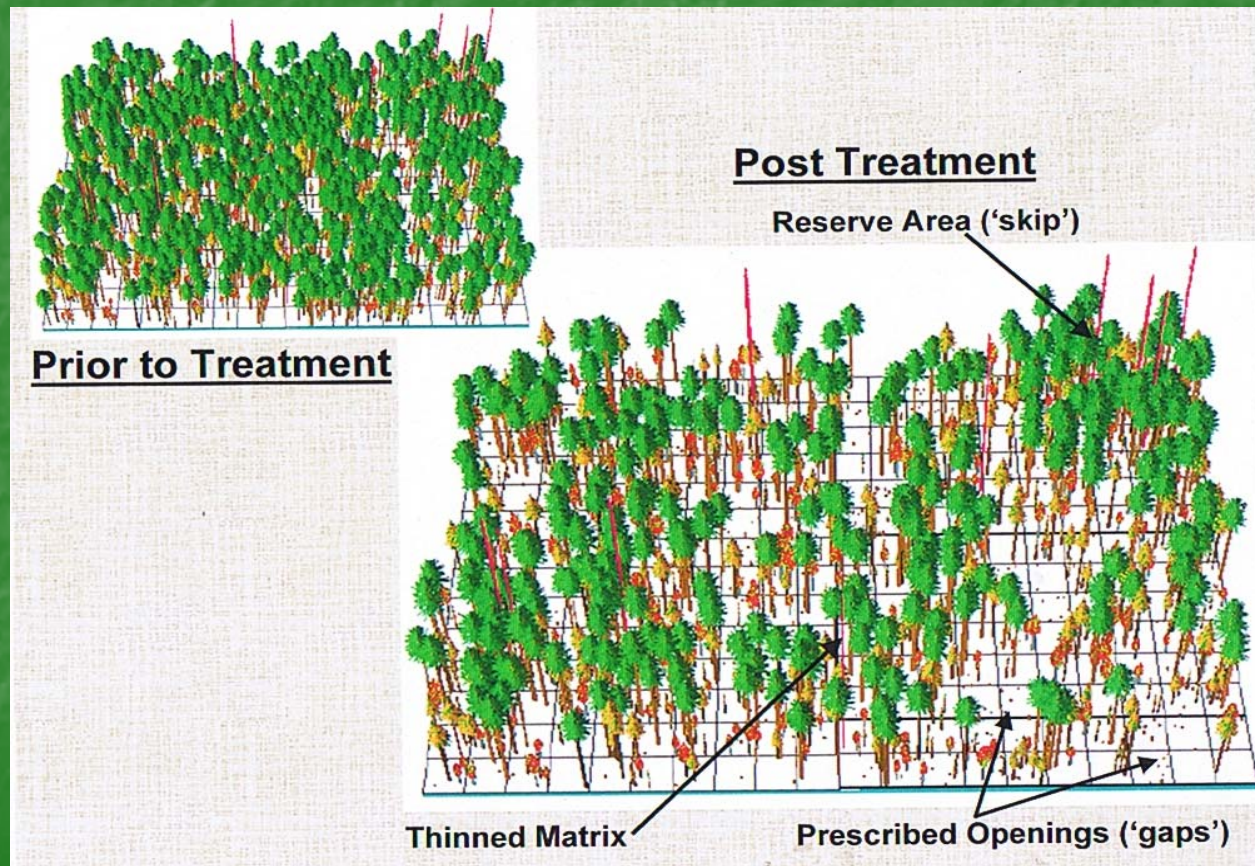 Post Treatment
Reserve Area (‘skip’)
Prior to Treatment
Thinned Matrix
Prescribed Openings (‘gaps’)